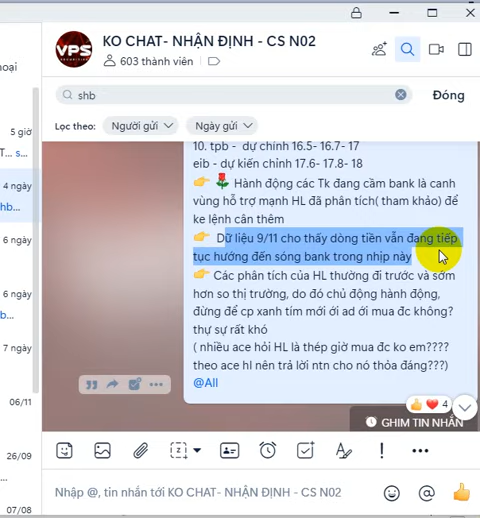 VPS
KO CHAT- NHẬN ĐỊNH - CS N02
603 thành viên
noại
shb
Đóng
Lọc theo:
Người gửi
Ngày gửi
5 giờ
T... s...
4 ngày
hb...
6 ngày
6 ngày
b...
7 ngày
06/11
26/09
07/08
10. tpb - dự chỉnh 16.5- 16.7- 17
eib - dự kiến chỉnh 17.6- 17.8- 18
👉 🌹 Hành động các Tk đang cầm bank là canh
vùng hỗ trợ mạnh HL đã phân tích( tham khảo) để
ke lệnh cân thêm
👉 Dữ liệu 9/11 cho thấy dòng tiền vẫn đang tiếp
tục hướng đến sóng bank trong nhịp này
👉 Các phân tích của HL thường đi trước và sớm
hơn so thị trường, do đó chủ động hành động,
đừng để cp xanh tím mới ới ad ới mua đc không?
thự sự rất khó
( nhiều ace hỏi HL là thép giờ mua đc ko em????
theo ace hl nên trả lời ntn cho nó thỏa đáng???)
@All
4
GHIM TIN NHẮN
Nhập @, tin nhắn tới KO CHAT- NHẬN ĐỊNH - CS N02